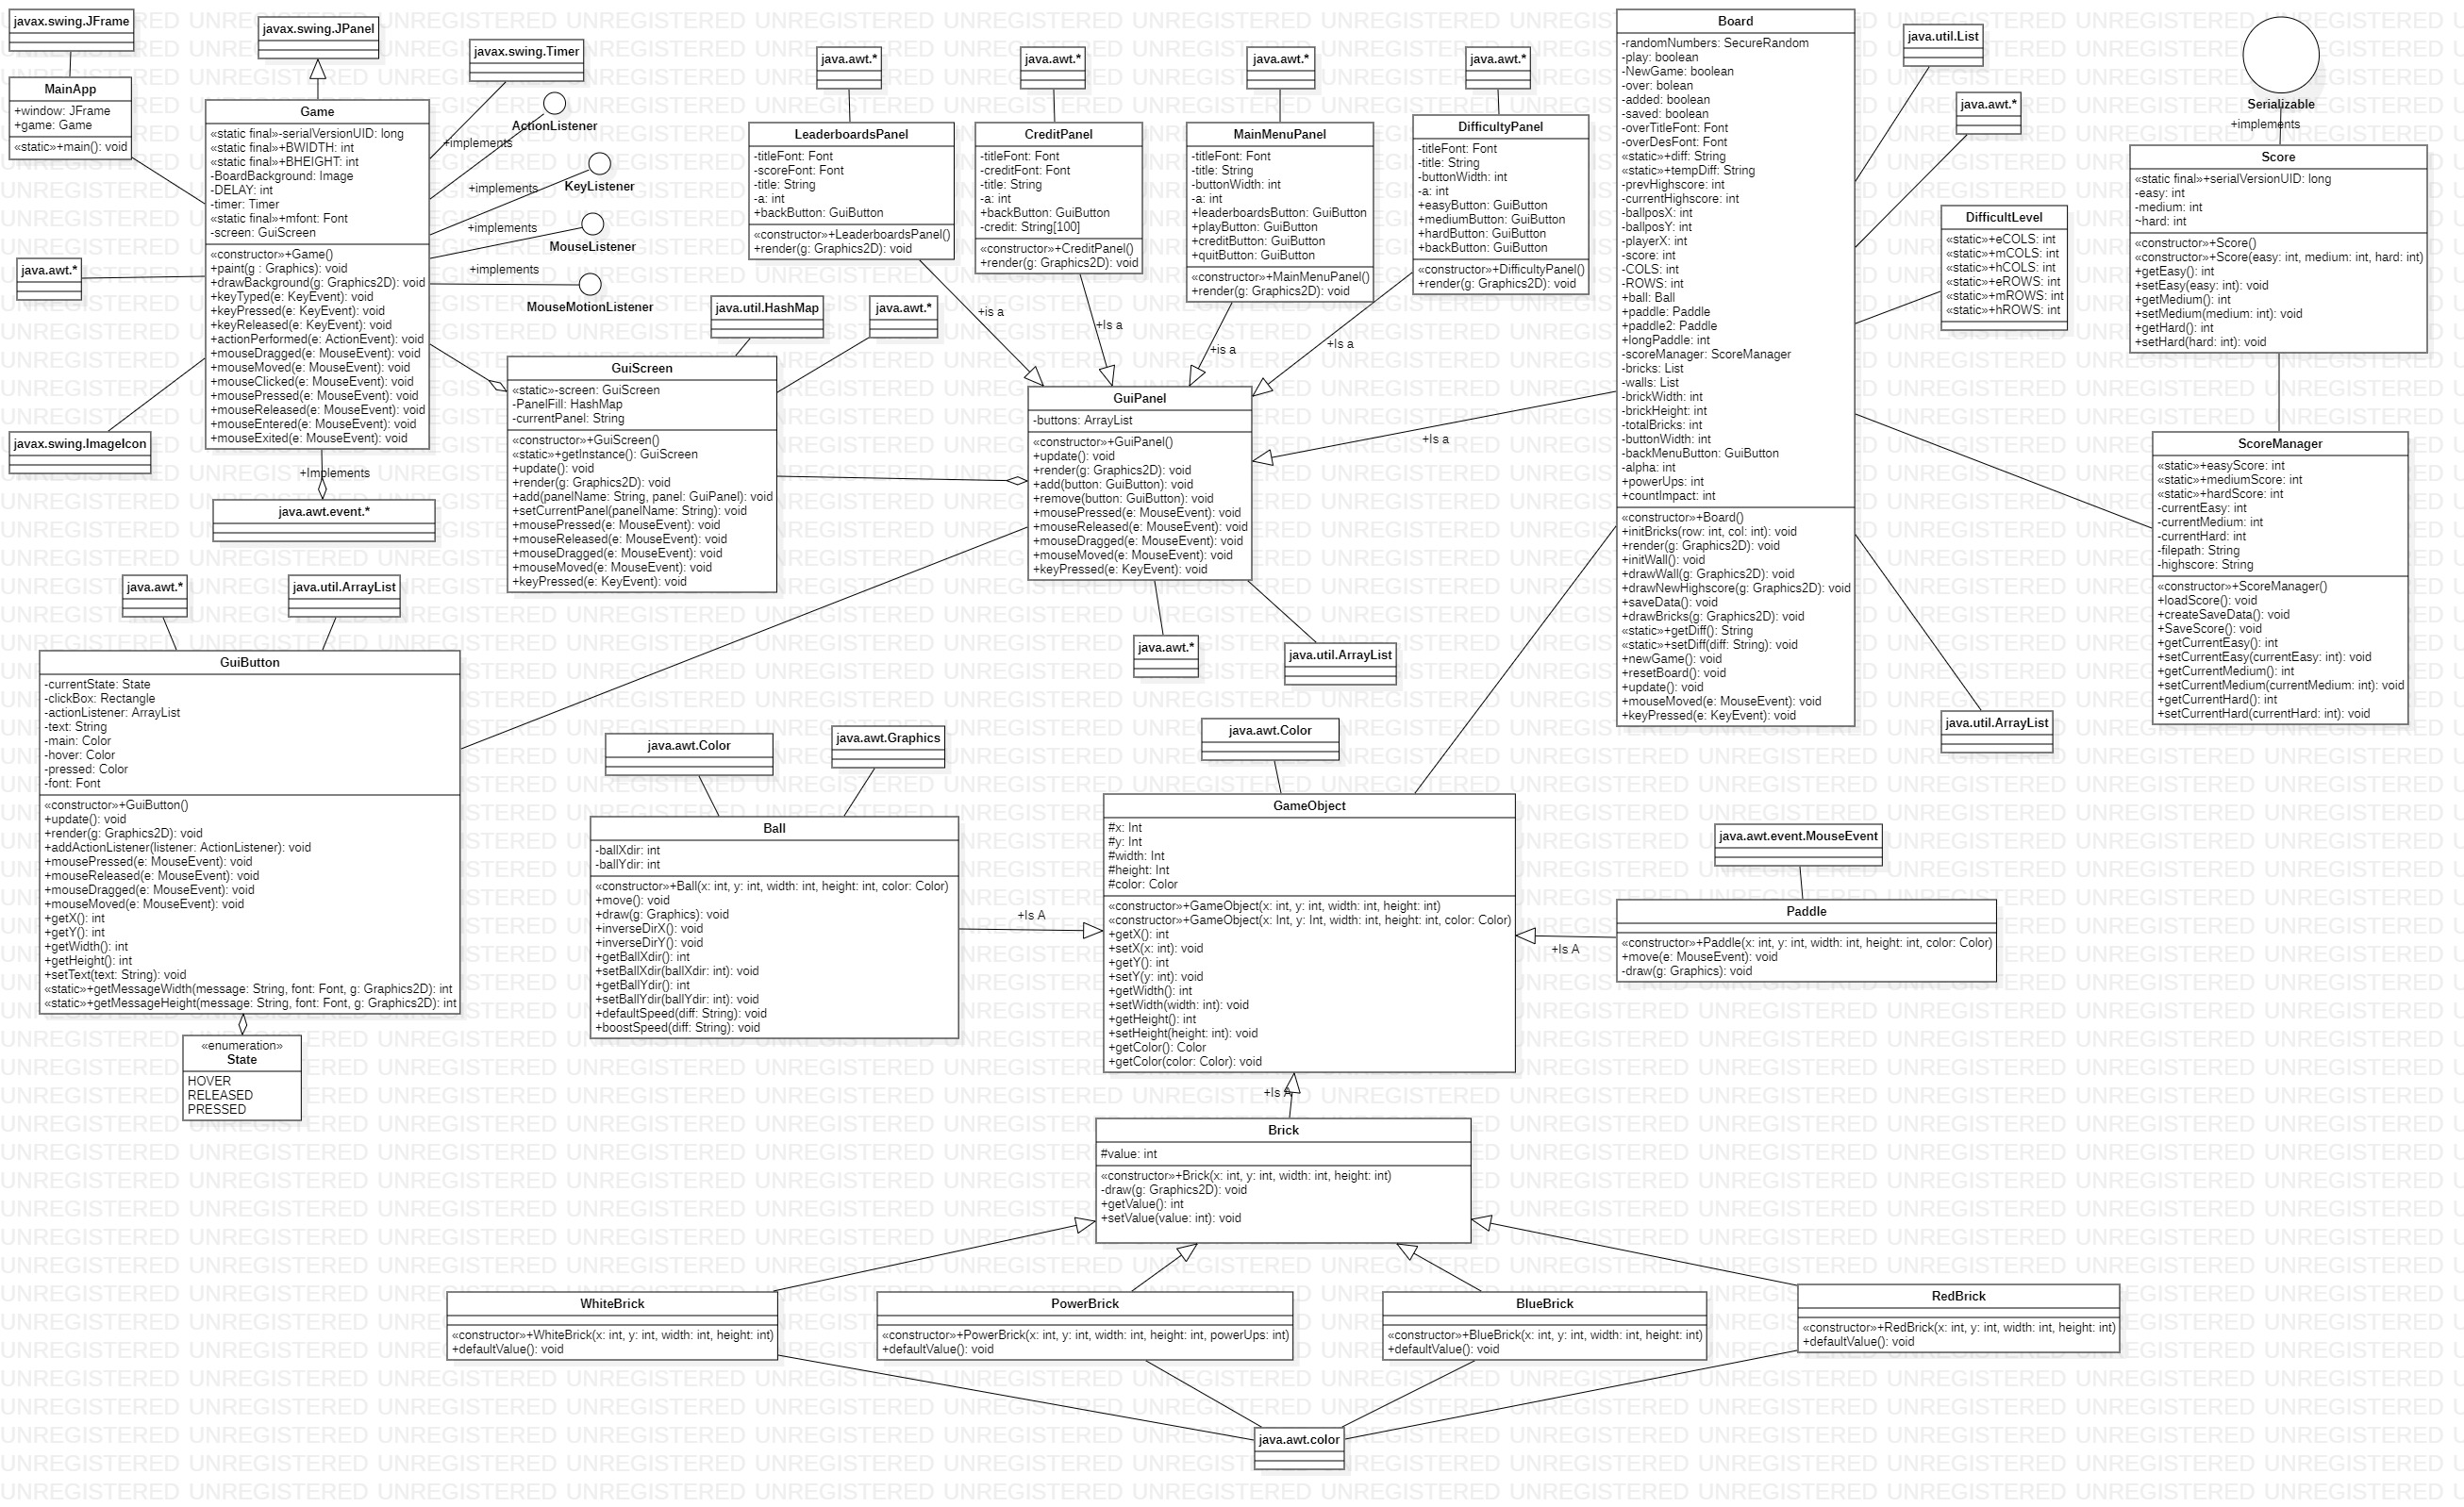 javax.swing.JFrame
MainApp
+window: JFrame
+game: Game
«static»+main(): void
javax.swing.JPanel
javax.swing.Timer
Game
«static final»-serialVersionUID: long
«static final»+BWIDTH: int
«static final»+BHEIGHT: int
-BoardBackground: Image
-DELAY: int
-timer: Timer
«static final»+mfont: Font
-screen: GuiScreen
«constructor»+Game()
+paint(g : Graphics): void
+drawBackground(g: Graphics2D): void
+keyTyped(e: KeyEvent): void
+keyPressed(e: KeyEvent): void
+keyReleased(e: KeyEvent): void
+actionPerformed(e: ActionEvent): void
+mouseDragged(e: MouseEvent): void
+mouseMoved(e: MouseEvent): void
+mouseClicked(e: MouseEvent): void
+mousePressed(e: MouseEvent): void
+mouseReleased(e: MouseEvent): void
+mouseEntered(e: MouseEvent): void
+mouseExited(e: MouseEvent): void
ActionListener
+implements
KeyListener
+implements
MouseListener
+implements
MouseMotionListener
+implements
java.awt.*
javax.swing.ImageIcon
+Implements
java.awt.event.*
java.awt.*
LeaderboardsPanel
-titleFont: Font
-scoreFont: Font
-title: String
-a: int
+backButton: GuiButton
«constructor»+LeaderboardsPanel()
+render(g: Graphics2D): void
+is a
java.awt.*
CreditPanel
-titleFont: Font
-creditFont: Font
-title: String
-a: int
+backButton: GuiButton
-credit: String[100]
«constructor»+CreditPanel()
+render(g: Graphics2D): void
+Is a
java.awt.*
MainMenuPanel
-titleFont: Font
-title: String
-buttonWidth: int
-a: int
+leaderboardsButton: GuiButton
+playButton: GuiButton
+creditButton: GuiButton
+quitButton: GuiButton
«constructor»+MainMenuPanel()
+render(g: Graphics2D): void
+is a
java.awt.*
DifficultyPanel
-titleFont: Font
-title: String
-buttonWidth: int
-a: int
+easyButton: GuiButton
+mediumButton: GuiButton
+hardButton: GuiButton
+backButton: GuiButton
«constructor»+DifficultyPanel()
+render(g: Graphics2D): void
+Is a
java.util.HashMap
java.awt.*
GuiScreen
«static»-screen: GuiScreen
-PanelFill: HashMap
-currentPanel: String
«constructor»+GuiScreen()
«static»+getInstance(): GuiScreen
+update(): void
+render(g: Graphics2D): void
+add(panelName: String, panel: GuiPanel): void
+setCurrentPanel(panelName: String): void
+mousePressed(e: MouseEvent): void
+mouseReleased(e: MouseEvent): void
+mouseDragged(e: MouseEvent): void
+mouseMoved(e: MouseEvent): void
+keyPressed(e: KeyEvent): void
GuiPanel
-buttons: ArrayList
«constructor»+GuiPanel()
+update(): void
+render(g: Graphics2D): void
+add(button: GuiButton): void
+remove(button: GuiButton): void
+mousePressed(e: MouseEvent): void
+mouseReleased(e: MouseEvent): void
+mouseDragged(e: MouseEvent): void
+mouseMoved(e: MouseEvent): void
+keyPressed(e: KeyEvent): void
+Is a
java.awt.*
java.util.ArrayList
Board
-randomNumbers: SecureRandom
-play: boolean
-NewGame: boolean
-over: bolean
-added: boolean
-saved: boolean
-overTitleFont: Font
-overDesFont: Font
«static»+diff: String
«static»+tempDiff: String
-prevHighscore: int
-currentHighscore: int
-ballposX: int
-ballposY: int
-playerX: int
-score: int
-COLS: int
-ROWS: int
+ball: Ball
+paddle: Paddle
+paddle2: Paddle
+longPaddle: int
-scoreManager: ScoreManager
-bricks: List
-walls: List
-brickWidth: int
-brickHeight: int
-totalBricks: int
-buttonWidth: int
-backMenuButton: GuiButton
-alpha: int
+powerUps: int
+countImpact: int
«constructor»+Board()
+initBricks(row: int, col: int): void
+render(g: Graphics2D): void
+initWall(): void
+drawWall(g: Graphics2D): void
+drawNewHighscore(g: Graphics2D): void
+saveData(): void
+drawBricks(g: Graphics2D): void
«static»+getDiff(): String
«static»+setDiff(diff: String): void
+newGame(): void
+resetBoard(): void
+update(): void
+mouseMoved(e: MouseEvent): void
+keyPressed(e: KeyEvent): void
java.util.List
java.awt.*
DifficultLevel
«static»+eCOLS: int
«static»+mCOLS: int
«static»+hCOLS: int
«static»+eROWS: int
«static»+mROWS: int
«static»+hROWS: int
java.util.ArrayList
Serializable
+implements
Score
«static final»+serialVersionUID: long
-easy: int
-medium: int
~hard: int
«constructor»+Score()
«constructor»+Score(easy: int, medium: int, hard: int)
+getEasy(): int
+setEasy(easy: int): void
+getMedium(): int
+setMedium(medium: int): void
+getHard(): int
+setHard(hard: int): void
ScoreManager
«static»+easyScore: int
«static»+mediumScore: int
«static»+hardScore: int
-currentEasy: int
-currentMedium: int
-currentHard: int
-filepath: String
-highscore: String
«constructor»+ScoreManager()
+loadScore(): void
+createSaveData(): void
+SaveScore(): void
+getCurrentEasy(): int
+setCurrentEasy(currentEasy: int): void
+getCurrentMedium(): int
+setCurrentMedium(currentMedium: int): void
+getCurrentHard(): int
+setCurrentHard(currentHard: int): void
java.awt.*
java.util.ArrayList
GuiButton
-currentState: State
-clickBox: Rectangle
-actionListener: ArrayList
-text: String
-main: Color
-hover: Color
-pressed: Color
-font: Font
«constructor»+GuiButton()
+update(): void
+render(g: Graphics2D): void
+addActionListener(listener: ActionListener): void
+mousePressed(e: MouseEvent): void
+mouseReleased(e: MouseEvent): void
+mouseDragged(e: MouseEvent): void
+mouseMoved(e: MouseEvent): void
+getX(): int
+getY(): int
+getWidth(): int
+getHeight(): int
+setText(text: String): void
«static»+getMessageWidth(message: String, font: Font, g: Graphics2D): int
«static»+getMessageHeight(message: String, font: Font, g: Graphics2D): int
«enumeration»
State
HOVER
RELEASED
PRESSED
java.awt.Color
java.awt.Graphics
Ball
-ballXdir: int
-ballYdir: int
«constructor»+Ball(x: int, y: int, width: int, height: int, color: Color)
+move(): void
+draw(g: Graphics): void
+inverseDirX(): void
+inverseDirY(): void
+getBallXdir(): int
+setBallXdir(ballXdir: int): void
+getBallYdir(): int
+setBallYdir(ballYdir: int): void
+defaultSpeed(diff: String): void
+boostSpeed(diff: String): void
+Is A
java.awt.Color
GameObject
#x: Int
#y: Int
#width: Int
#height: Int
#color: Color
«constructor»+GameObject(x: int, y: int, width: int, height: int)
«constructor»+GameObject(x: Int, y: Int, width: int, height: int, color: Color)
+getX(): int
+setX(x: int): void
+getY(): int
+setY(y: int): void
+getWidth(): int
+setWidth(width: int): void
+getHeight(): int
+setHeight(height: int): void
+getColor(): Color
+getColor(color: Color): void
java.awt.event.MouseEvent
Paddle
«constructor»+Paddle(x: int, y: int, width: int, height: int, color: Color)
+move(e: MouseEvent): void
-draw(g: Graphics): void
+Is A
+Is A
Brick
#value: int
«constructor»+Brick(x: int, y: int, width: int, height: int)
-draw(g: Graphics2D): void
+getValue(): int
+setValue(value: int): void
WhiteBrick
«constructor»+WhiteBrick(x: int, y: int, width: int, height: int)
+defaultValue(): void
PowerBrick
«constructor»+PowerBrick(x: int, y: int, width: int, height: int, powerUps: int)
+defaultValue(): void
BlueBrick
«constructor»+BlueBrick(x: int, y: int, width: int, height: int)
+defaultValue(): void
RedBrick
«constructor»+RedBrick(x: int, y: int, width: int, height: int)
+defaultValue(): void
java.awt.color